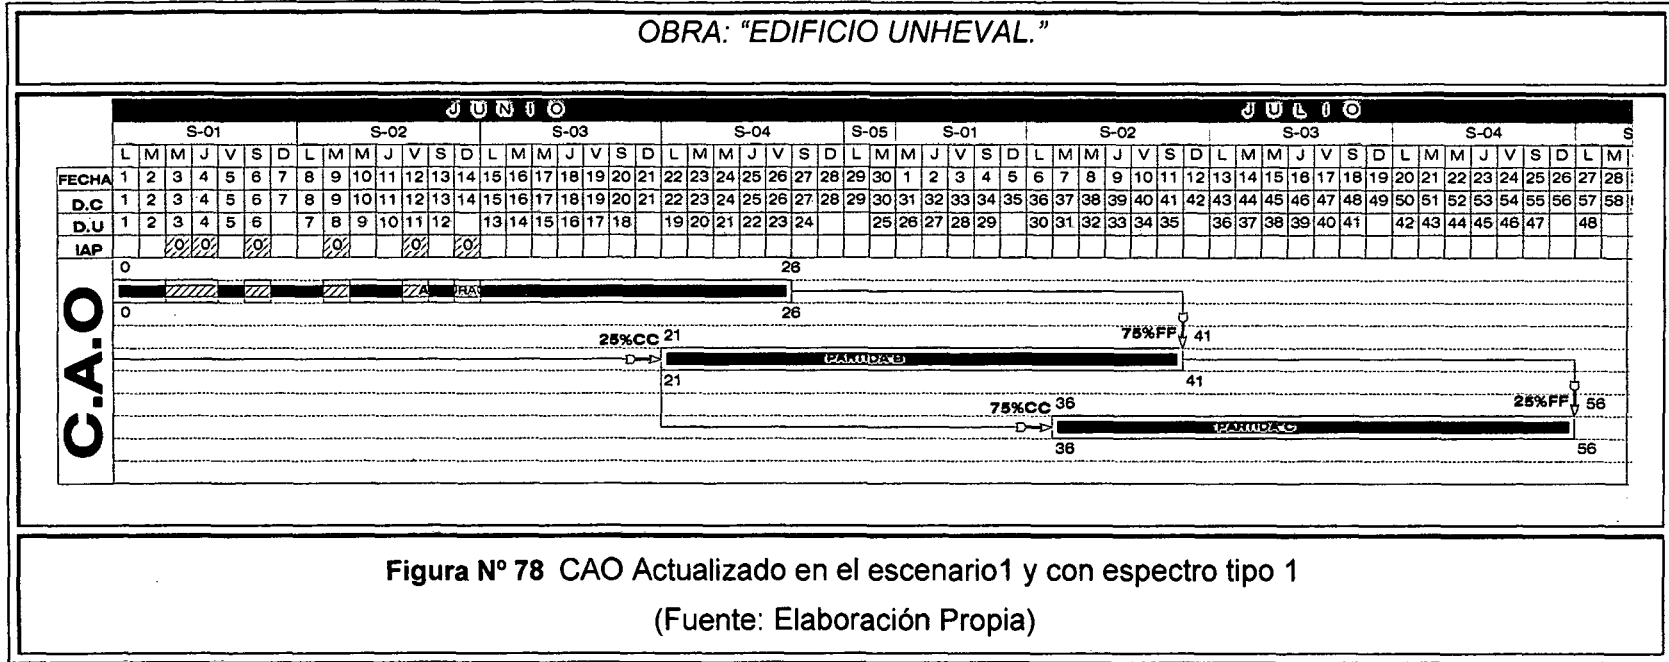 OBRA: "EDIFICIO UNHEVAL."
JUNIO JULIO
S-01 S-02 S-03 S-04 S-05 S-01 S-02 S-03 S-04 S
L M M J V S D L M M J V S D L M M J V S D L M M J V S D L M M J V S D L M M J V S D L M M J V S D L M M J V S D L M
FECHA 1 2 3 4 5 6 7 8 9 10 11 12 13 14 15 16 17 18 19 20 21 22 23 24 25 26 27 28 29 30 1 2 3 4 5 6 7 8 9 10 11 12 13 14 15 16 17 18 19 20 21 22 23 24 25 26 27 28
D.C 1 2 3 4 5 6 7 8 9 10 11 12 13 14 15 16 17 18 19 20 21 22 23 24 25 26 27 28 29 30 31 32 33 34 35 36 37 38 39 40 41 42 43 44 45 46 47 48 49 50 51 52 53 54 55 56 57 58
D.U 1 2 3 4 5 6 7 8 9 10 11 12 13 14 15 16 17 18 19 20 21 22 23 24 25 26 27 28 29 30 31 32 33 34 35 36 37 38 39 40 41 42 43 44 45 46 47 48
IAP 0 0 0 0 0 0
C.A.O
0 26
0 26
25%CC 21 75%FF 41
PARTIDA B
21 41
75%CC 36 25%FF 56
PARTIDA C
36 56
Figura Nº 78 CAO Actualizado en el escenario1 y con espectro tipo 1
(Fuente: Elaboración Propia)